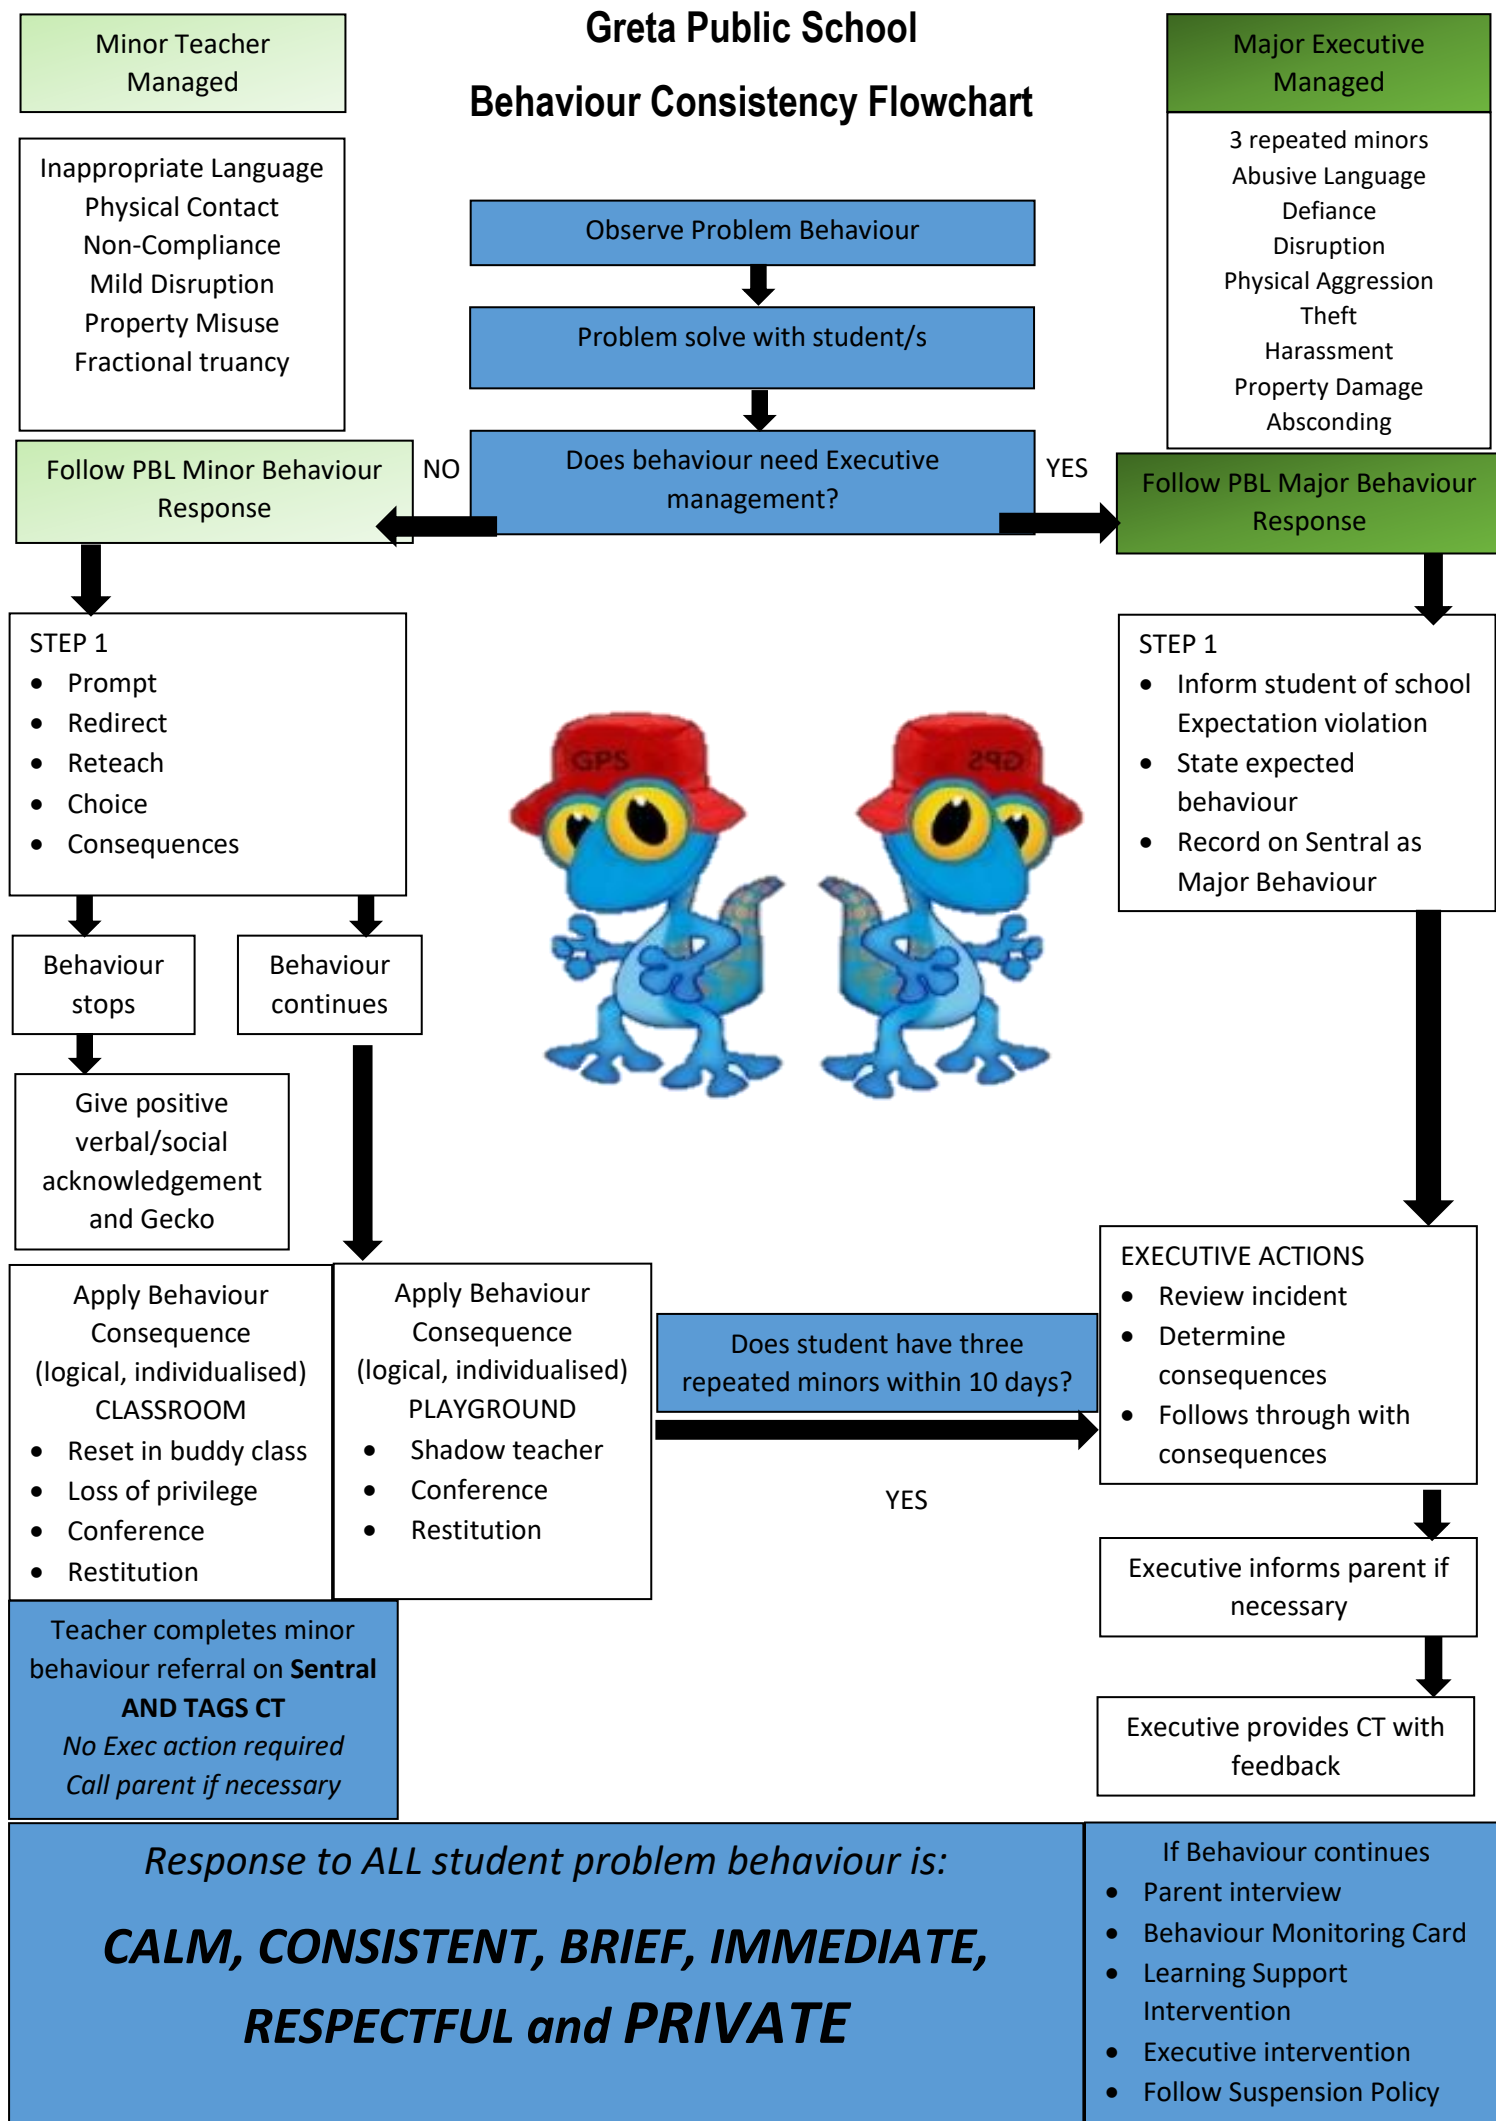 Greta Public School
Behaviour Consistency Flowchart
Minor Teacher
Managed
Inappropriate Language
Physical Contact
Non-Compliance
Mild Disruption
Property Misuse
Fractional truancy
Major Executive
Managed
3 repeated minors
Abusive Language
Defiance
Disruption
Physical Aggression
Theft
Harassment
Property Damage
Absconding
Observe Problem Behaviour
Problem solve with student/s
Does behaviour need Executive
management?
NO
YES
Follow PBL Minor Behaviour
Response
Follow PBL Major Behaviour
Response
STEP 1
• Prompt
• Redirect
• Reteach
• Choice
• Consequences
STEP 1
• Inform student of school
Expectation violation
• State expected
behaviour
• Record on Sentral as
Major Behaviour
GPS
GPS
Behaviour
stops
Behaviour
continues
Give positive
verbal/social
acknowledgement
and Gecko
Apply Behaviour
Consequence
(logical, individualised)
CLASSROOM
• Reset in buddy class
• Loss of privilege
• Conference
• Restitution
Apply Behaviour
Consequence
(logical, individualised)
PLAYGROUND
• Shadow teacher
• Conference
• Restitution
Does student have three
repeated minors within 10 days?
YES
EXECUTIVE ACTIONS
• Review incident
• Determine
consequences
• Follows through with
consequences
Executive informs parent if
necessary
Executive provides CT with
feedback
Teacher completes minor
behaviour referral on Sentral
AND TAGS CT
No Exec action required
Call parent if necessary
Response to ALL student problem behaviour is:
CALM, CONSISTENT, BRIEF, IMMEDIATE,
RESPECTFUL and PRIVATE
If Behaviour continues
• Parent interview
• Behaviour Monitoring Card
• Learning Support
Intervention
• Executive intervention
• Follow Suspension Policy